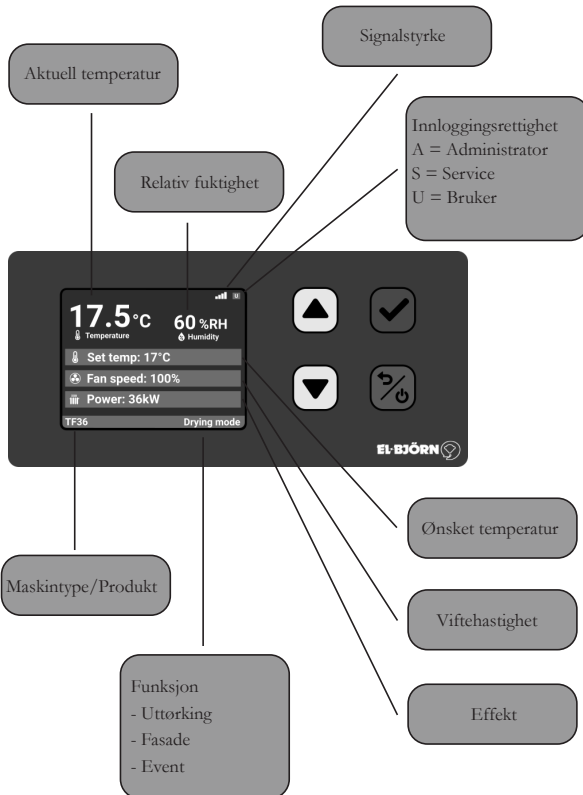 Signalstyrke
Aktuell temperatur
Innloggingsrettighet
A = Administrator
S = Service
U = Bruker
Relativ fuktighet
U
17.5°C
60 %RH
Temperature
Humidity
Set temp: 17°C
Fan speed: 100%
Power: 36kW
TF36 Drying mode
EL·BJÖRN
Ønsket temperatur
Maskintype/Produkt
Viftehastighet
Funksjon
- Uttørking
- Fasade
- Event
Effekt